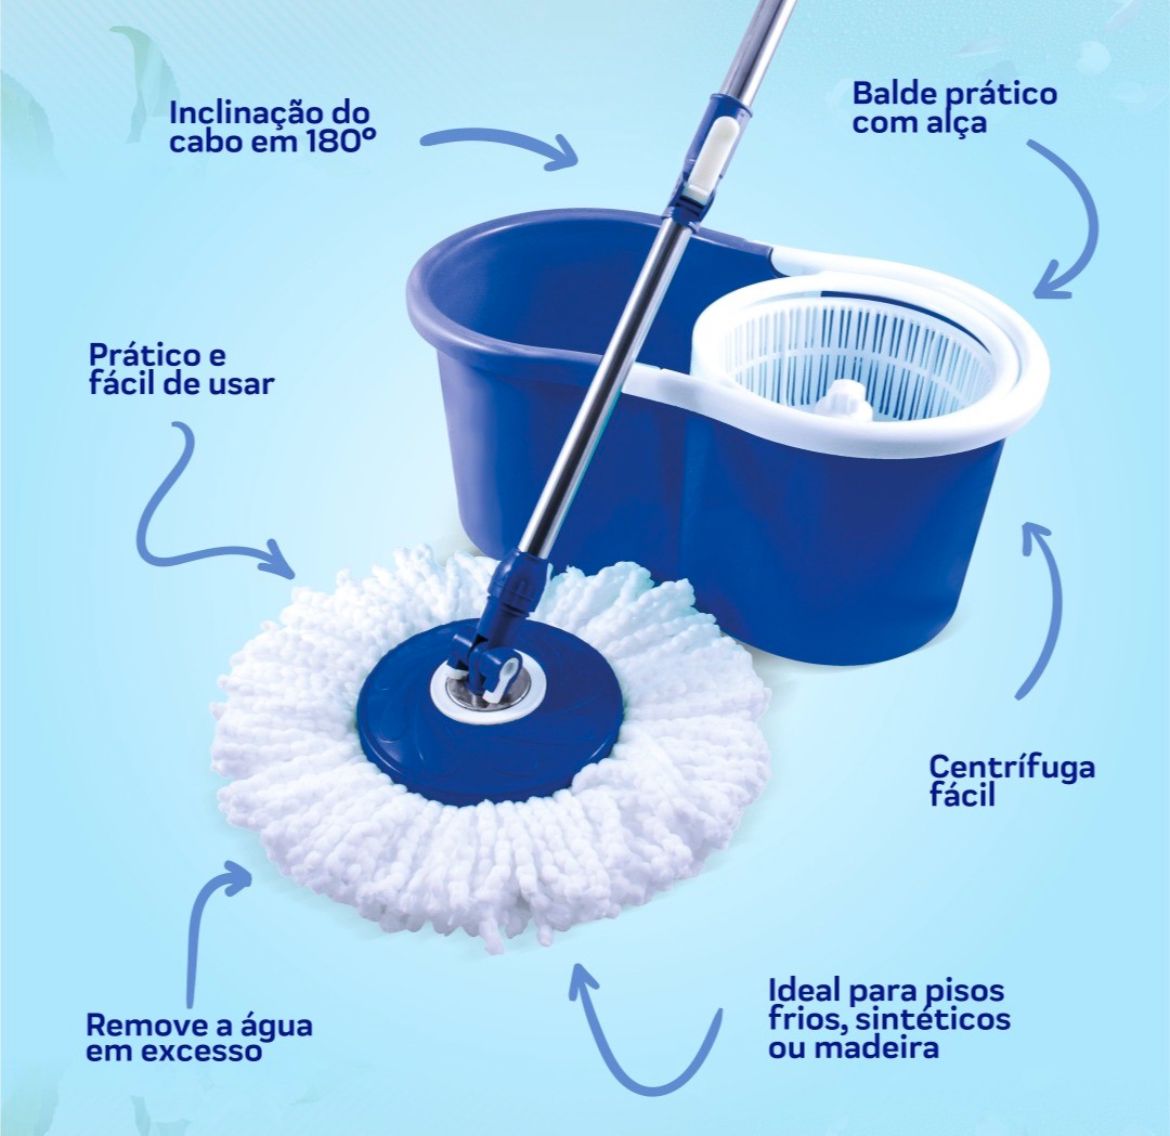 Inclinação do
cabo em 180º
Balde prático
com alça
Prático e
fácil de usar
Centrífuga
fácil
Remove a água
em excesso
Ideal para pisos
frios, sintéticos
ou madeira